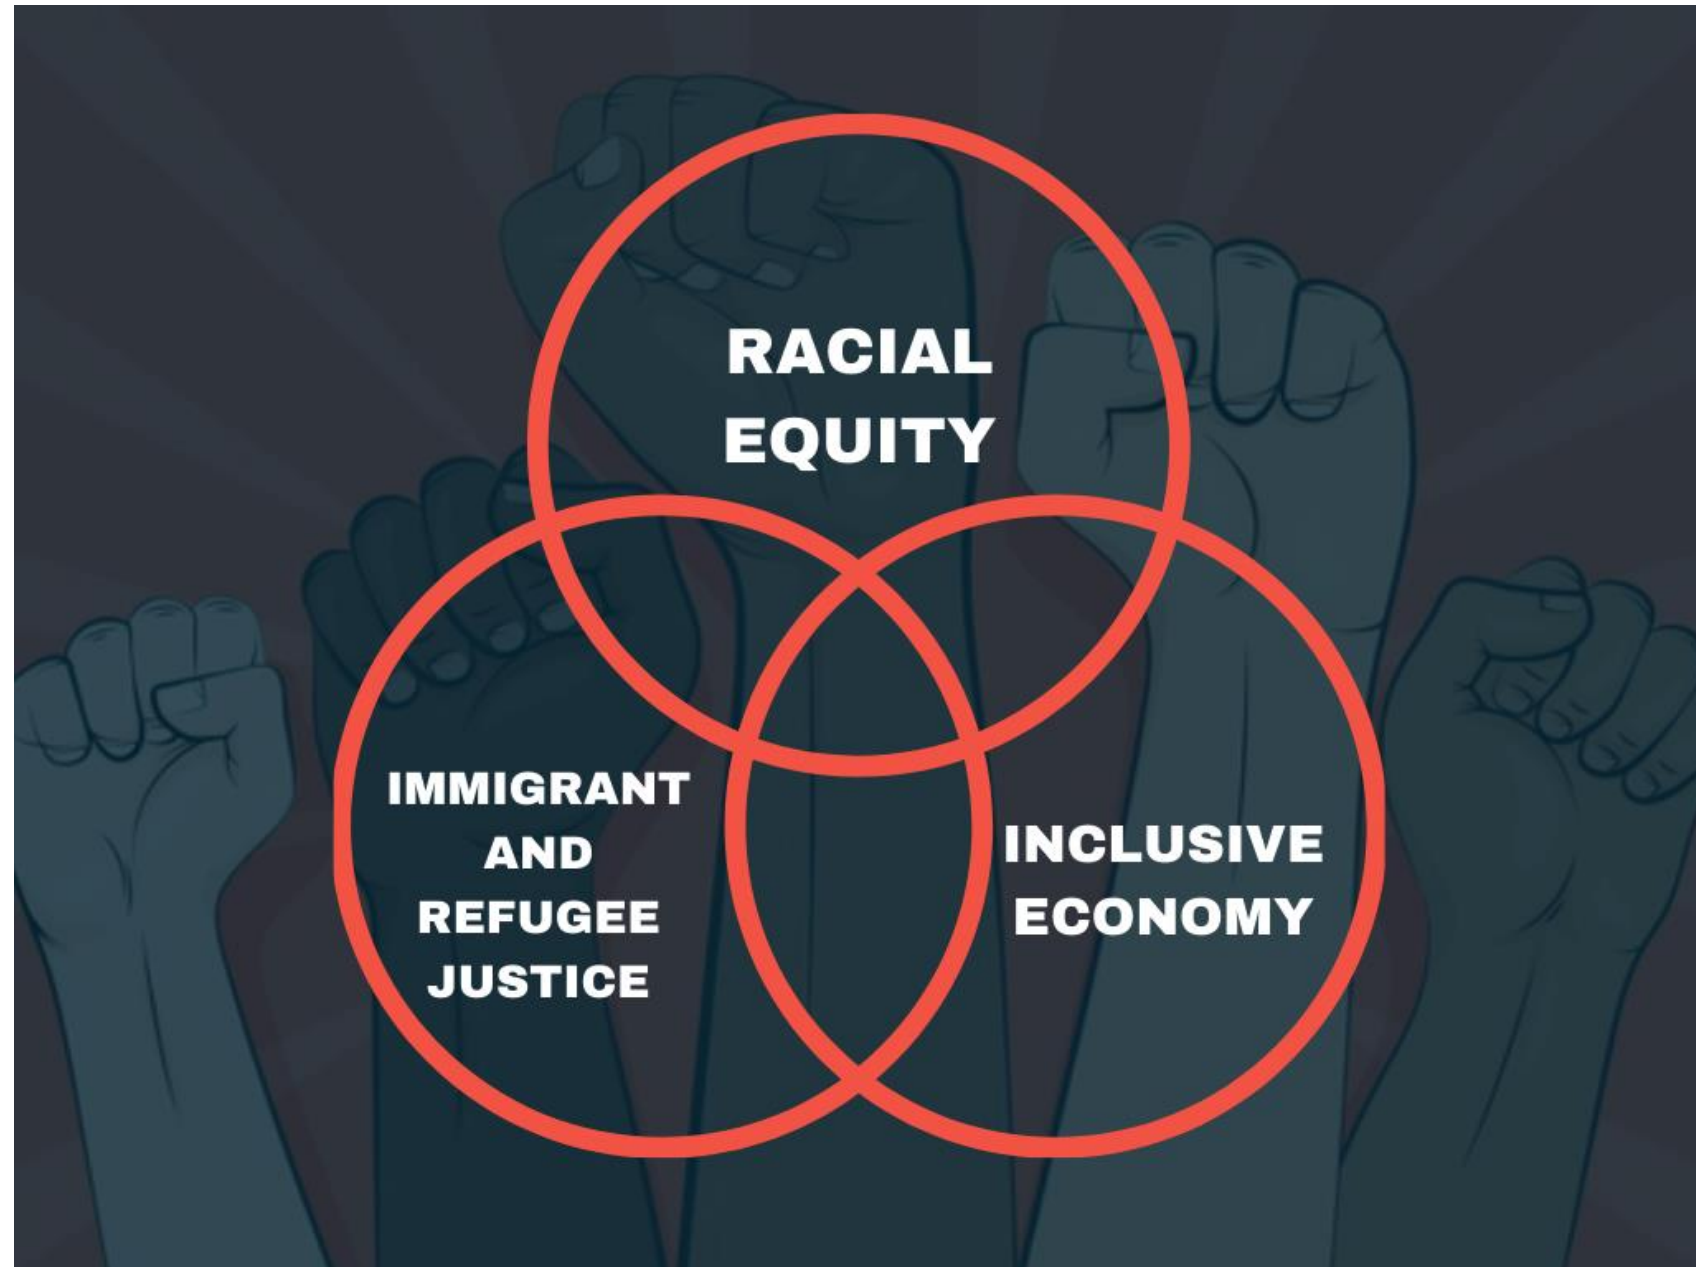 RACIAL
EQUITY
IMMIGRANT
AND
REFUGEE
JUSTICE
INCLUSIVE
ECONOMY